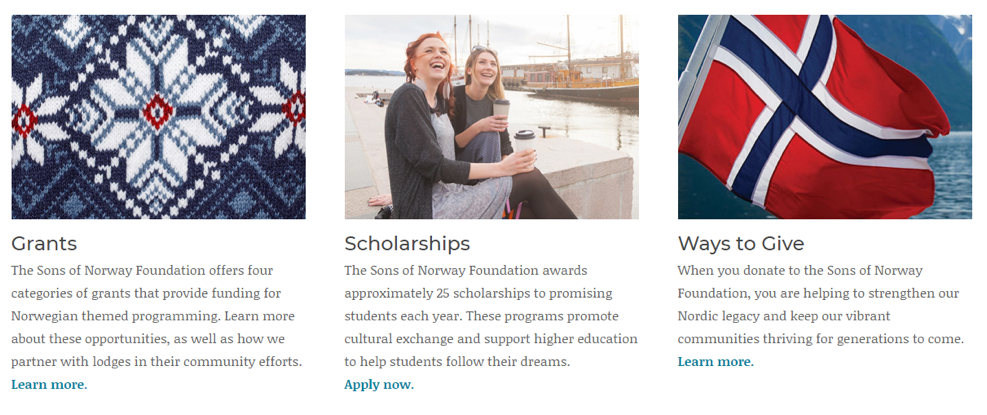 Grants
The Sons of Norway Foundation offers four
categories of grants that provide funding for
Norwegian themed programming. Learn more
about these opportunities, as well as how we
partner with lodges in their community efforts.
Learn more.
Scholarships
The Sons of Norway Foundation awards
approximately 25 scholarships to promising
students each year. These programs promote
cultural exchange and support higher education
to help students follow their dreams.
Apply now.
Ways to Give
When you donate to the Sons of Norway
Foundation, you are helping to strengthen our
Nordic legacy and keep our vibrant
communities thriving for generations to come.
Learn more.